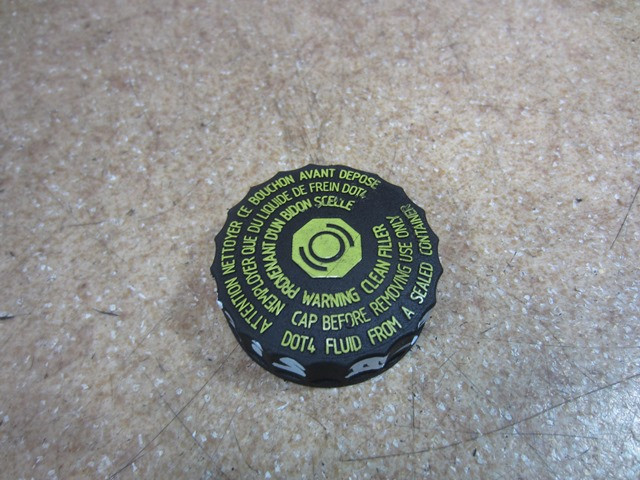 ATTENTION NETTOYER CE BOUCHON AVANT DEPOSE
N'EMPLOYER QUE DU LIQUIDE DE FREIN DOT4
PROVENANT D'UN BIDON SCELLE
WARNING CLEAN FILLER
CAP BEFORE REMOVING USE ONLY
DOT4 FLUID FROM A SEALED CONTAINER